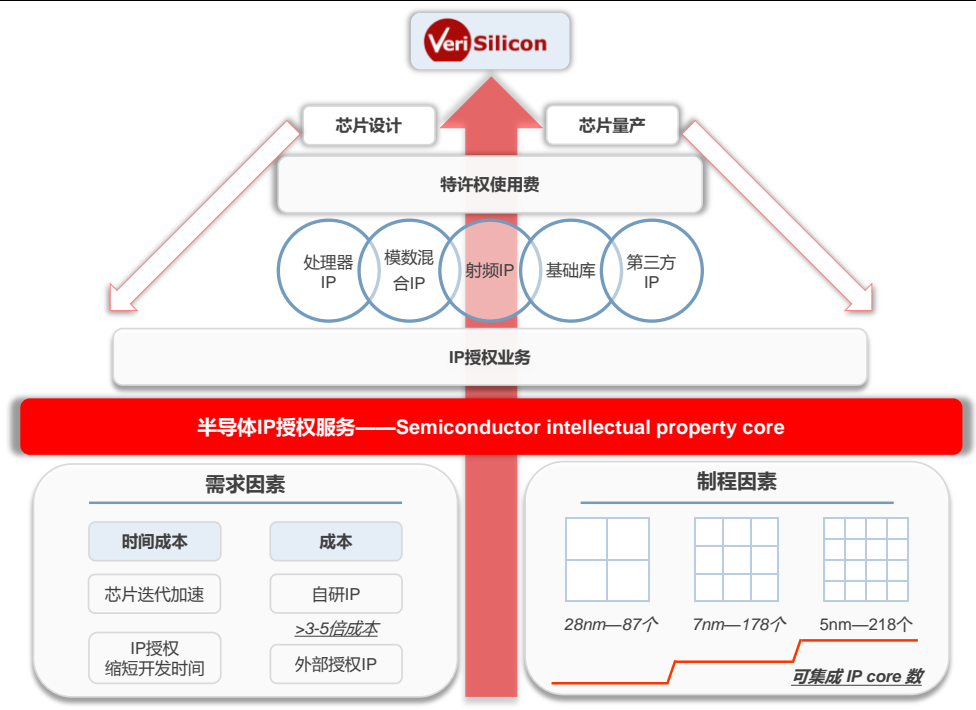 VeriSilicon
芯片设计
芯片量产
特许权使用费
处理器
IP
模数混
合IP
射频IP
基础库
第三方
IP
IP授权业务
半导体IP授权服务——Semiconductor intellectual property core
需求因素
时间成本
成本
芯片迭代加速
自研IP
>3-5倍成本
IP授权
缩短开发时间
外部授权IP
制程因素
28nm—87个
7nm—178个
5nm—218个
可集成 IP core 数